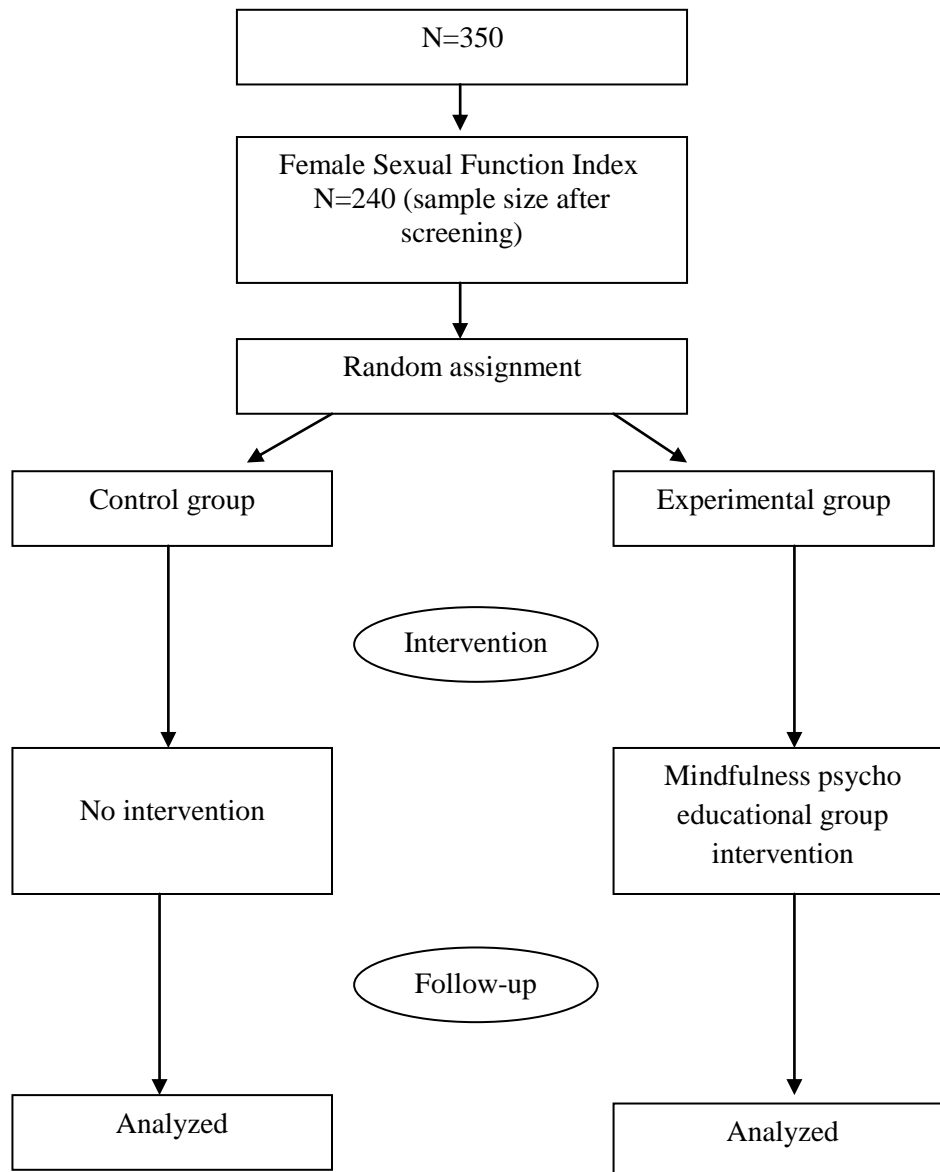 N=350
Female Sexual Function Index
N=240 (sample size after
screening)
Random assignment
Control group
Experimental group
Intervention
No intervention
Mindfulness psycho
educational group
intervention
Follow-up
Analyzed
Analyzed